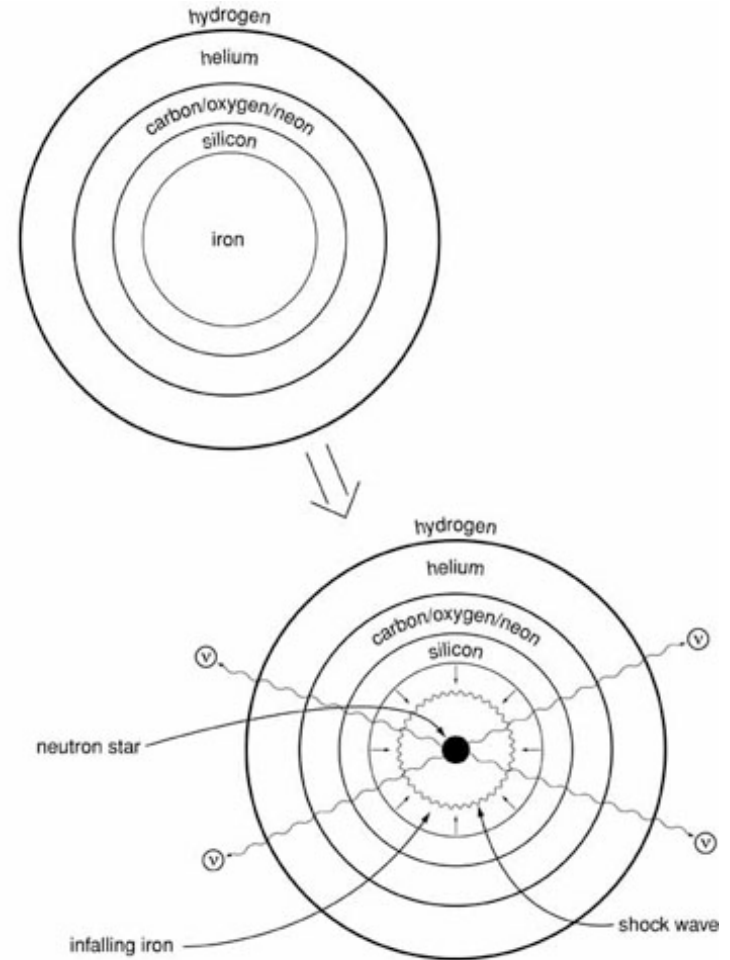 hydrogen
helium
carbon/oxygen/neon
silicon
iron
hydrogen
helium
carbon/oxygen/neon
silicon
ν
ν
neutron star
ν
ν
shock wave
infalling iron